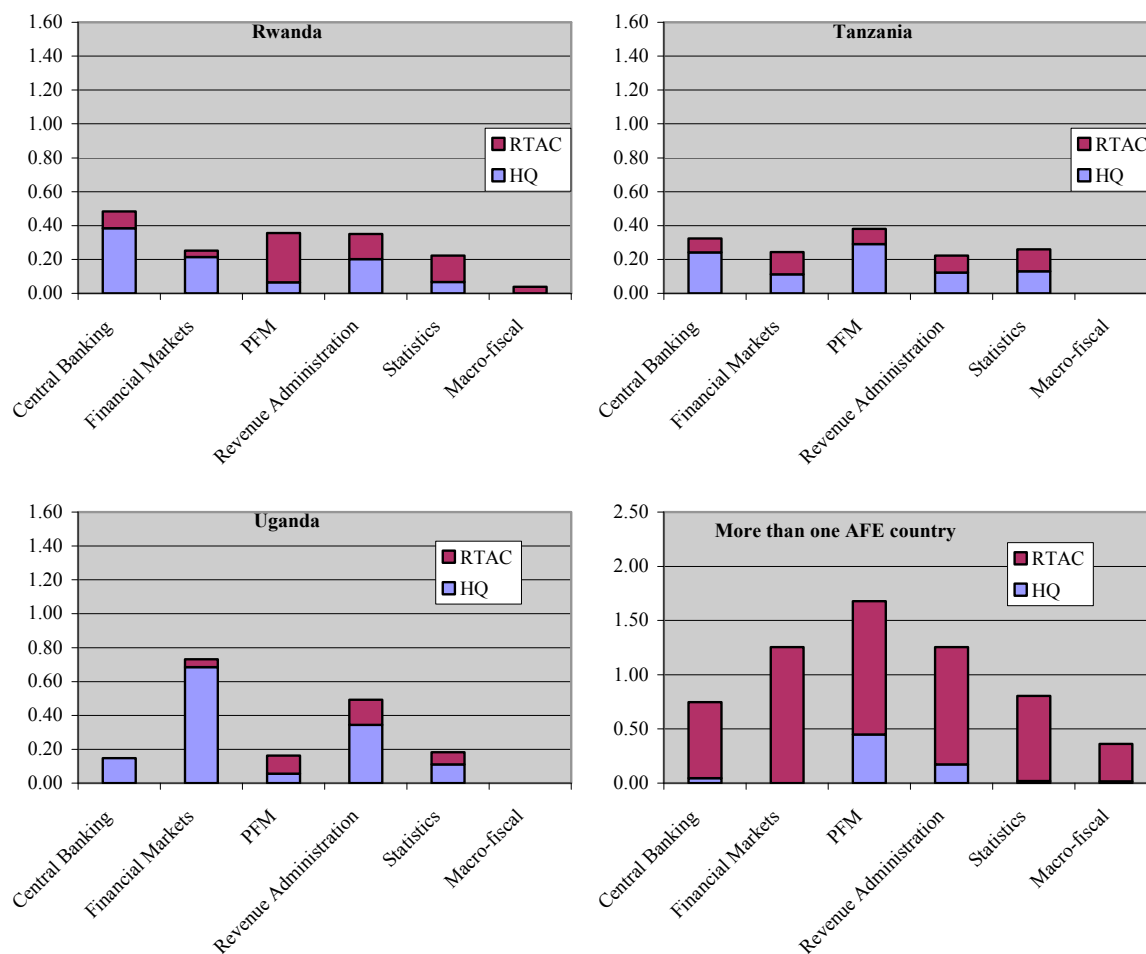 Rwanda
1.60
1.40
1.20
1.00
0.80
0.60
0.40
0.20
0.00
RTAC
HQ
Central Banking
Financial Markets
PFM
Revenue Administration
Statistics
Macro-fiscal
Tanzania
1.60
1.40
1.20
1.00
0.80
0.60
0.40
0.20
0.00
RTAC
HQ
Central Banking
Financial Markets
PFM
Revenue Administration
Statistics
Macro-fiscal
Uganda
1.60
1.40
1.20
1.00
0.80
0.60
0.40
0.20
0.00
RTAC
HQ
Central Banking
Financial Markets
PFM
Revenue Administration
Statistics
Macro-fiscal
More than one AFE country
2.50
2.00
1.50
1.00
0.50
0.00
RTAC
HQ
Central Banking
Financial Markets
PFM
Revenue Administration
Statistics
Macro-fiscal